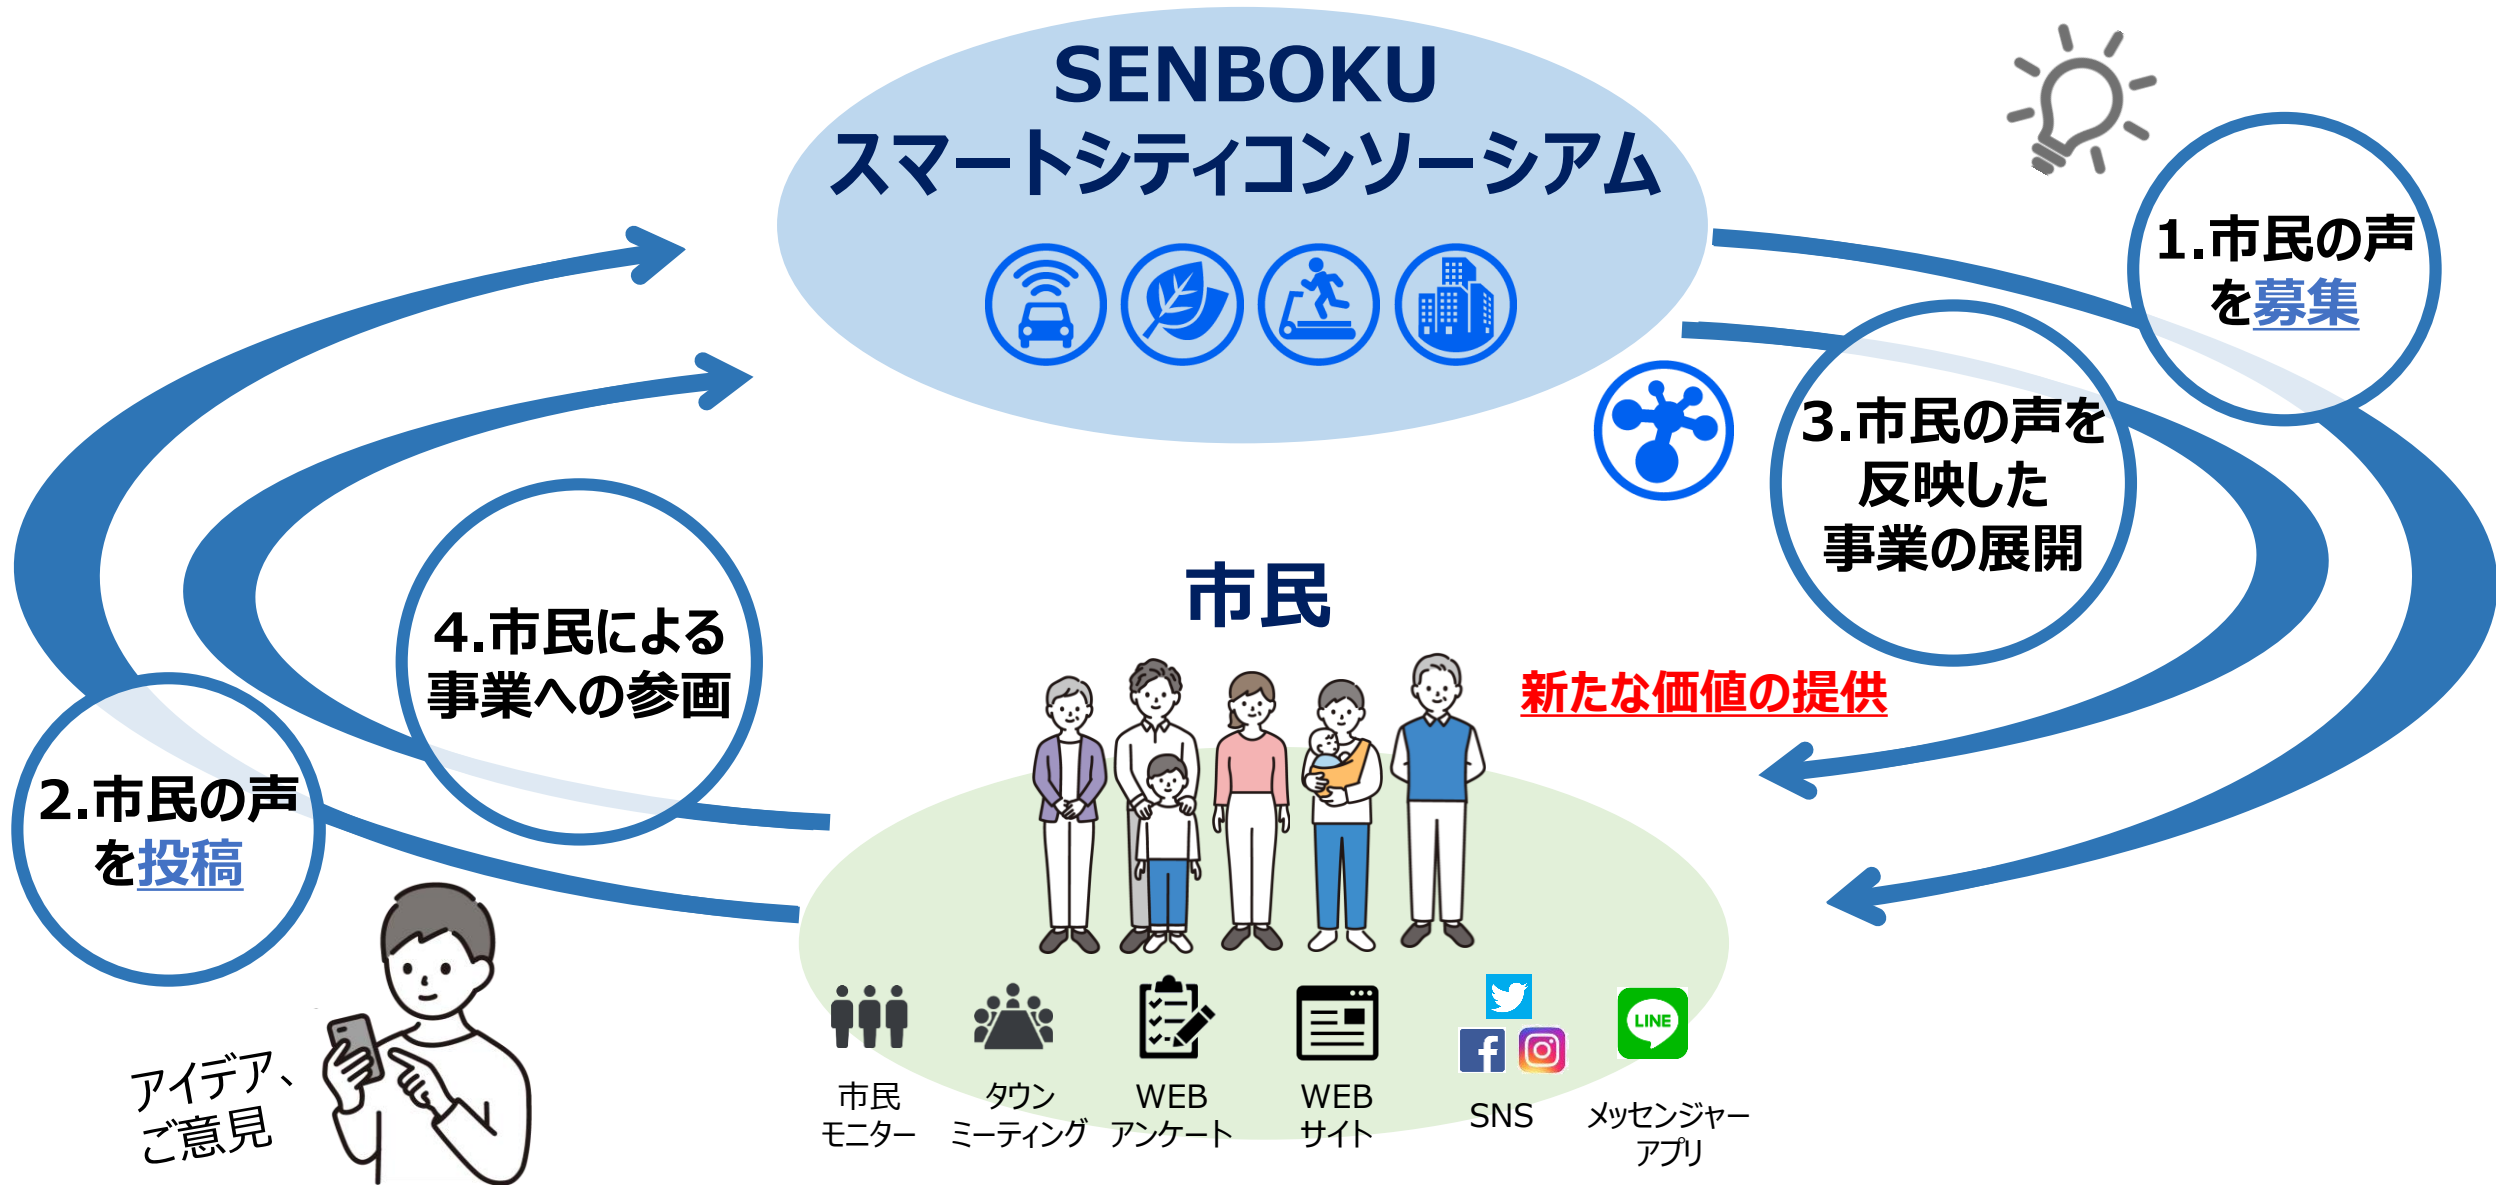 SENBOKU
スマートシティコンソーシアム
1.市民の声
を募集
3.市民の声を
反映した
事業の展開
市民
4.市民による
事業への参画
新たな価値の提供
2.市民の声
を投稿
アイデア、
ご意見
市民
モニター
タウン
ミーティング
WEB
アンケート
WEB
サイト
SNS
LINE
メッセンジャー
アプリ